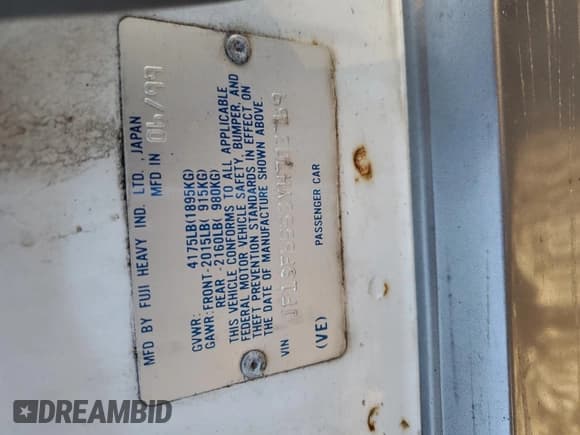 MFD BY FUJI HEAVY IND. LTD., JAPAN
MFD IN 06/99
GVWR: 4175LB(1895KG)
GAWR:FRONT-2015LB( 915KG)
REAR -2160LB( 980KG)
THIS VEHICLE CONFORMS TO ALL APPLICABLE
FEDERAL MOTOR VEHICLE SAFETY, BUMPER, AND
THEFT PREVENTION STANDARDS IN EFFECT ON
THE DATE OF MANUFACTURE SHOWN ABOVE.
VIN
(VE) PASSENGER CAR
DREAMBID